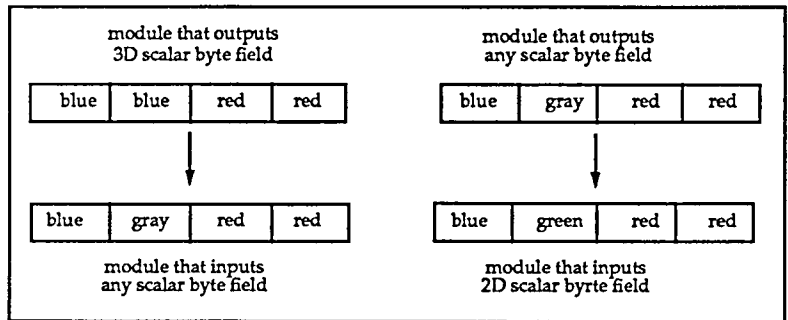 module that outputs
3D scalar byte field
blue blue red red
blue gray red red
module that inputs
any scalar byte field
module that outputs
any scalar byte field
blue gray red red
blue green red red
module that inputs
2D scalar byrte field